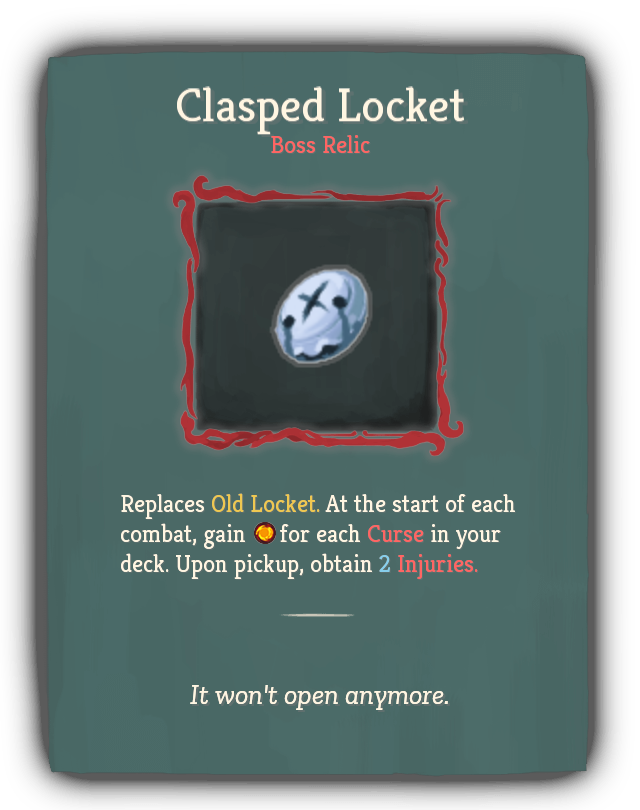 Clasped Locket
Boss Relic
Replaces Old Locket. At the start of each
combat, gain for each Curse in your
deck. Upon pickup, obtain 2 Injuries.
It won't open anymore.